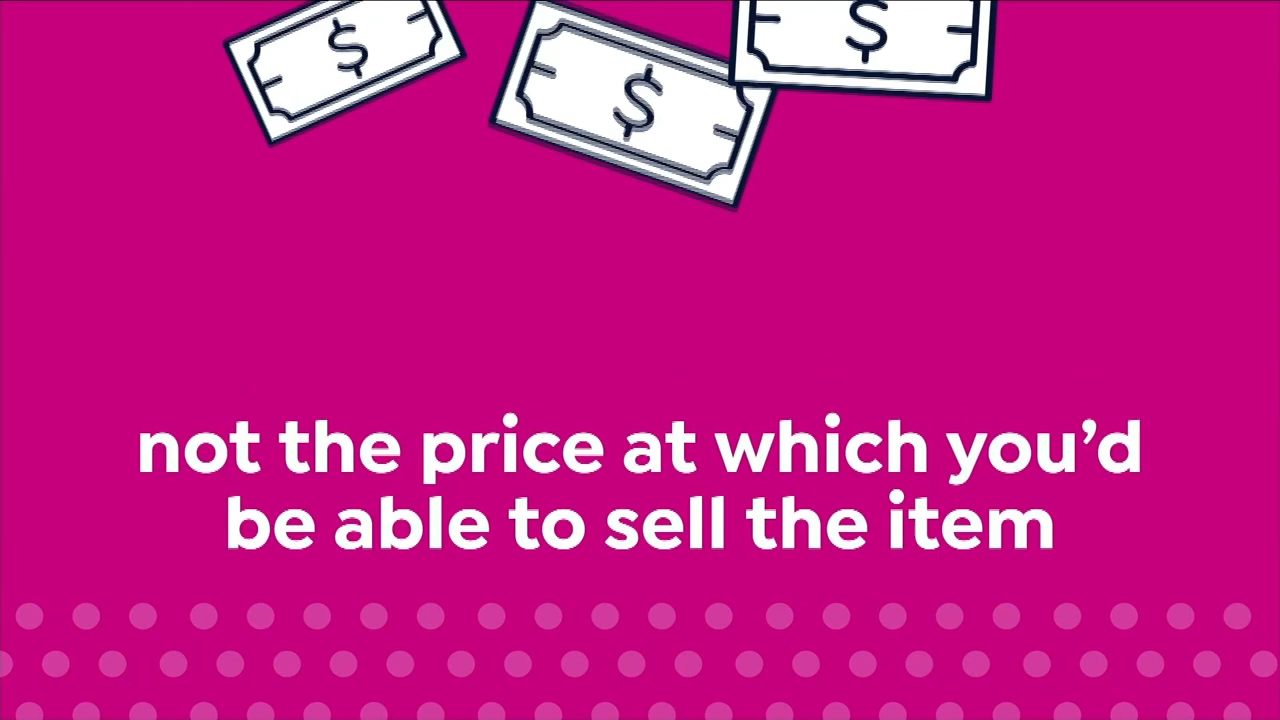 $
$
$
not the price at which you’d
be able to sell the item